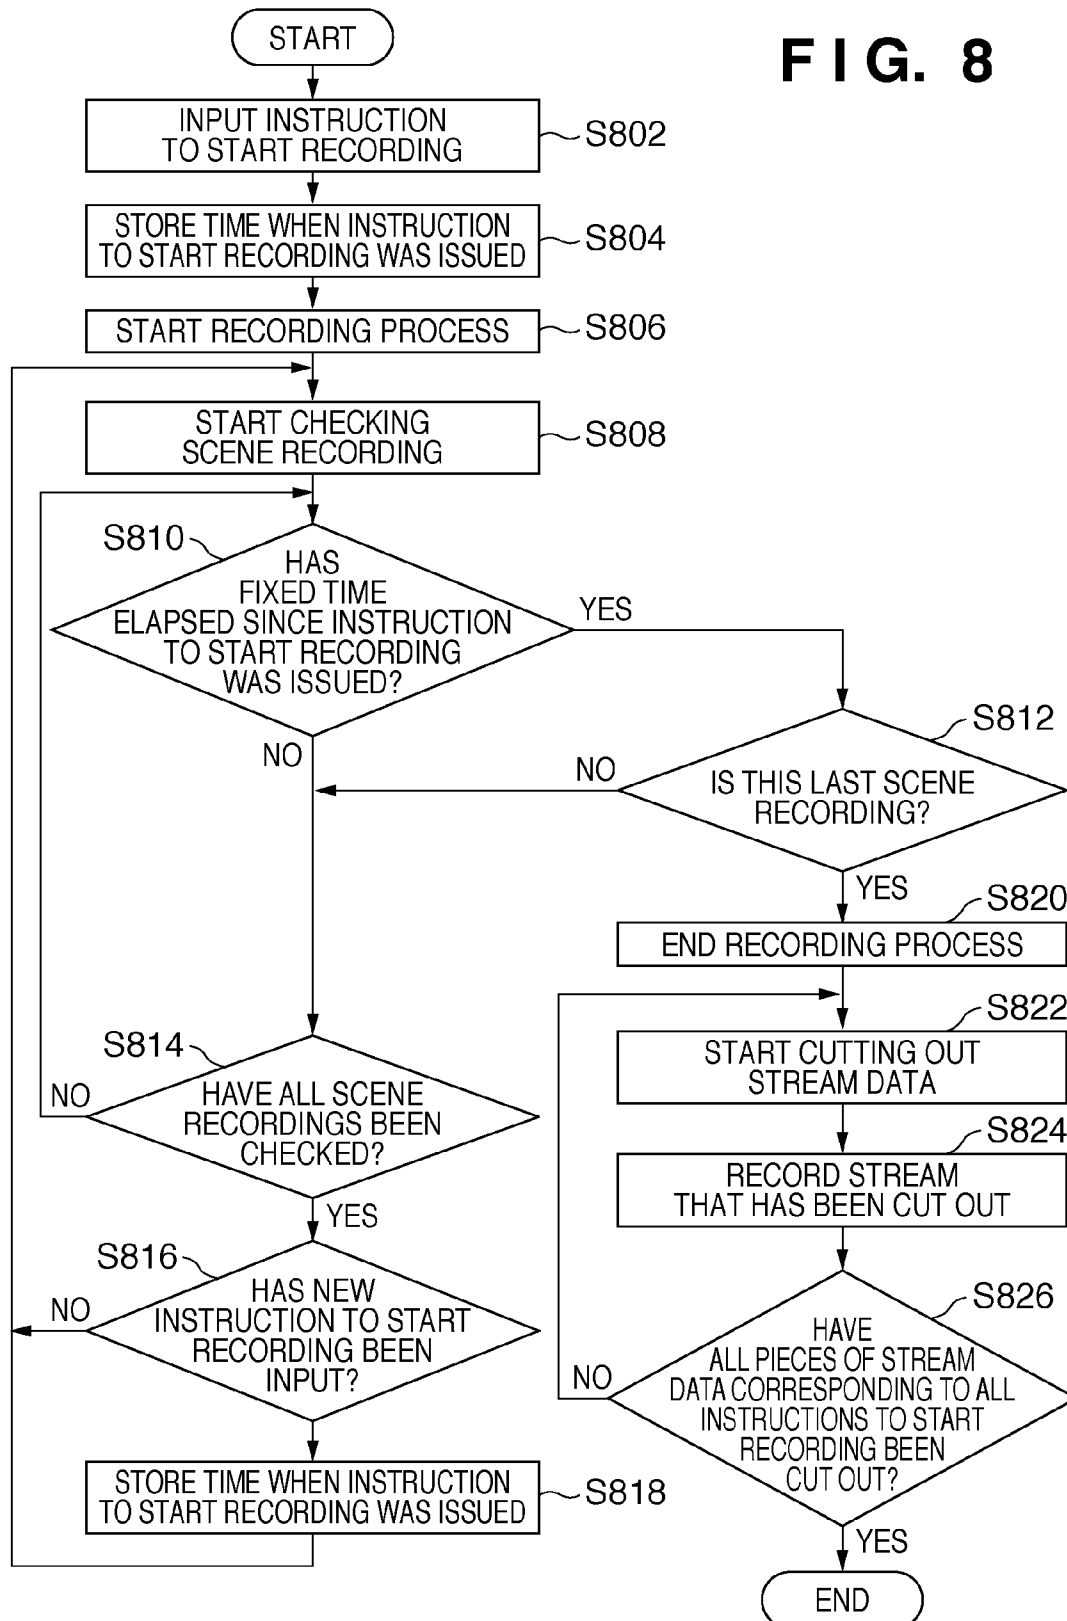 START
FIG. 8
INPUT INSTRUCTION
TO START RECORDING
S802
STORE TIME WHEN INSTRUCTION
TO START RECORDING WAS ISSUED
S804
START RECORDING PROCESS
S806
START CHECKING
SCENE RECORDING
S808
S810
HAS
FIXED TIME
ELAPSED SINCE INSTRUCTION
TO START RECORDING
WAS ISSUED?
YES
NO
S812
IS THIS LAST SCENE
RECORDING?
NO
YES
S820
END RECORDING PROCESS
S814
HAVE ALL SCENE
RECORDINGS BEEN
CHECKED?
NO
YES
S822
START CUTTING OUT
STREAM DATA
S824
RECORD STREAM
THAT HAS BEEN CUT OUT
S816
HAS NEW
INSTRUCTION TO START
RECORDING BEEN
INPUT?
NO
S826
HAVE
ALL PIECES OF STREAM
DATA CORRESPONDING TO ALL
INSTRUCTIONS TO START
RECORDING BEEN
CUT OUT?
NO
YES
STORE TIME WHEN INSTRUCTION
TO START RECORDING WAS ISSUED
S818
END